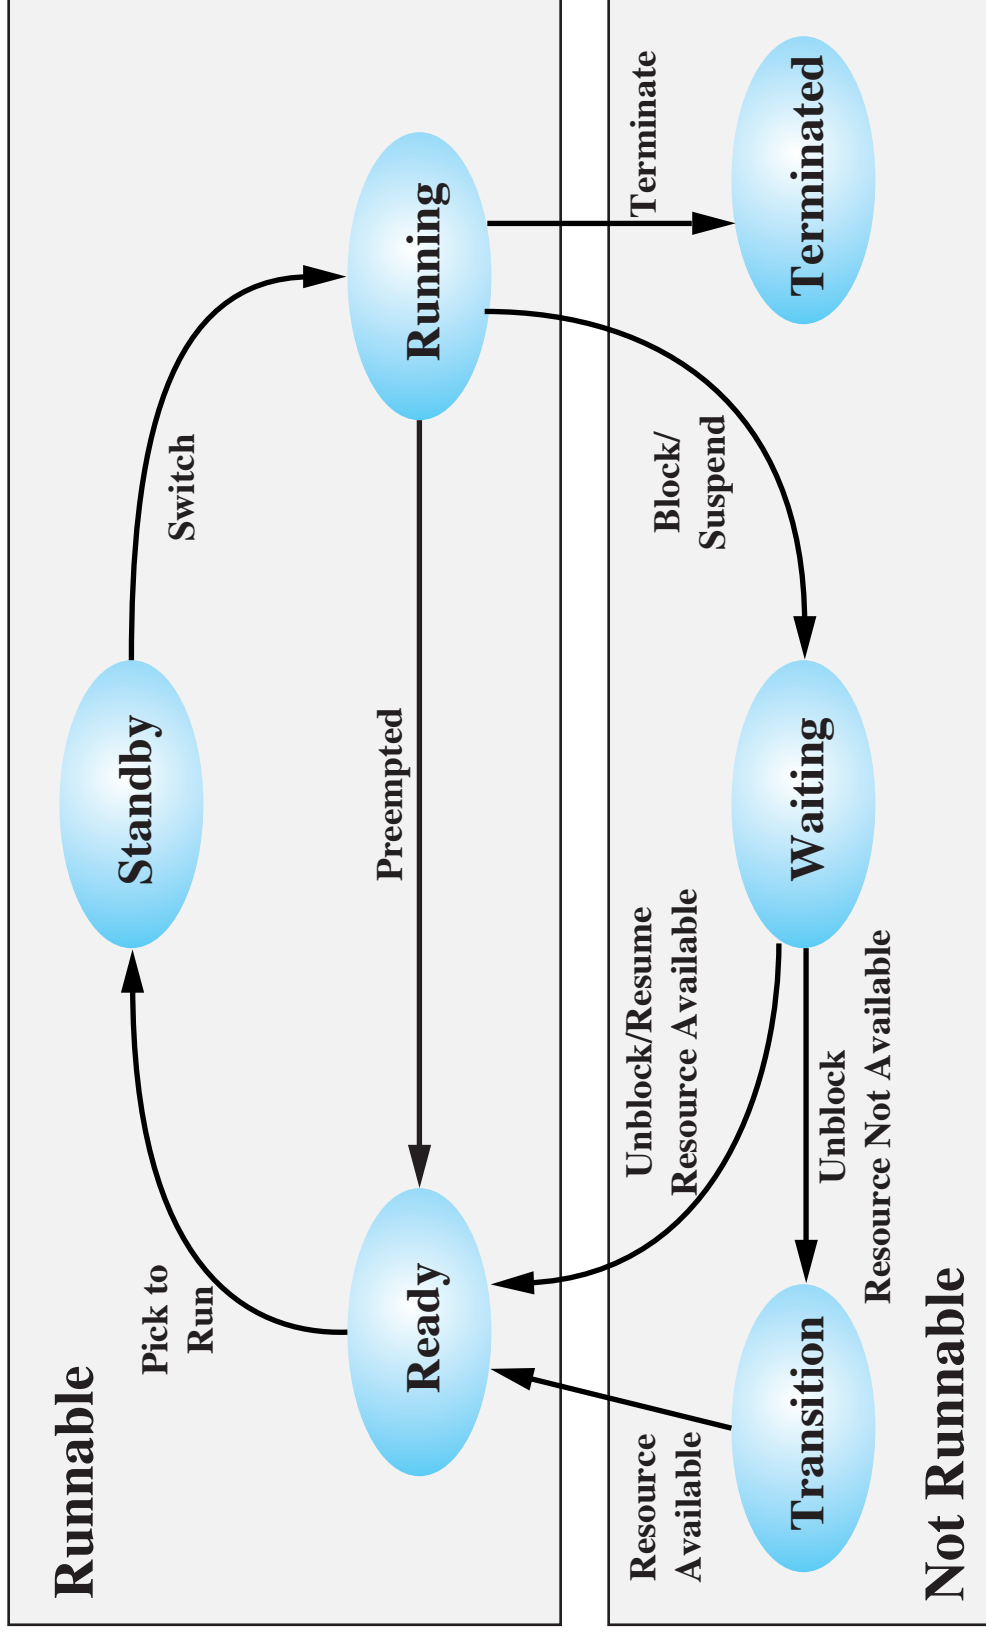 Runnable
Standby
Pick to
Run
Switch
Preempted
Ready
Running
Resource
Available
Unblock/Resume
Resource Available
Block/
Suspend
Terminate
Transition
Waiting
Terminated
Unblock
Resource Not Available
Not Runnable